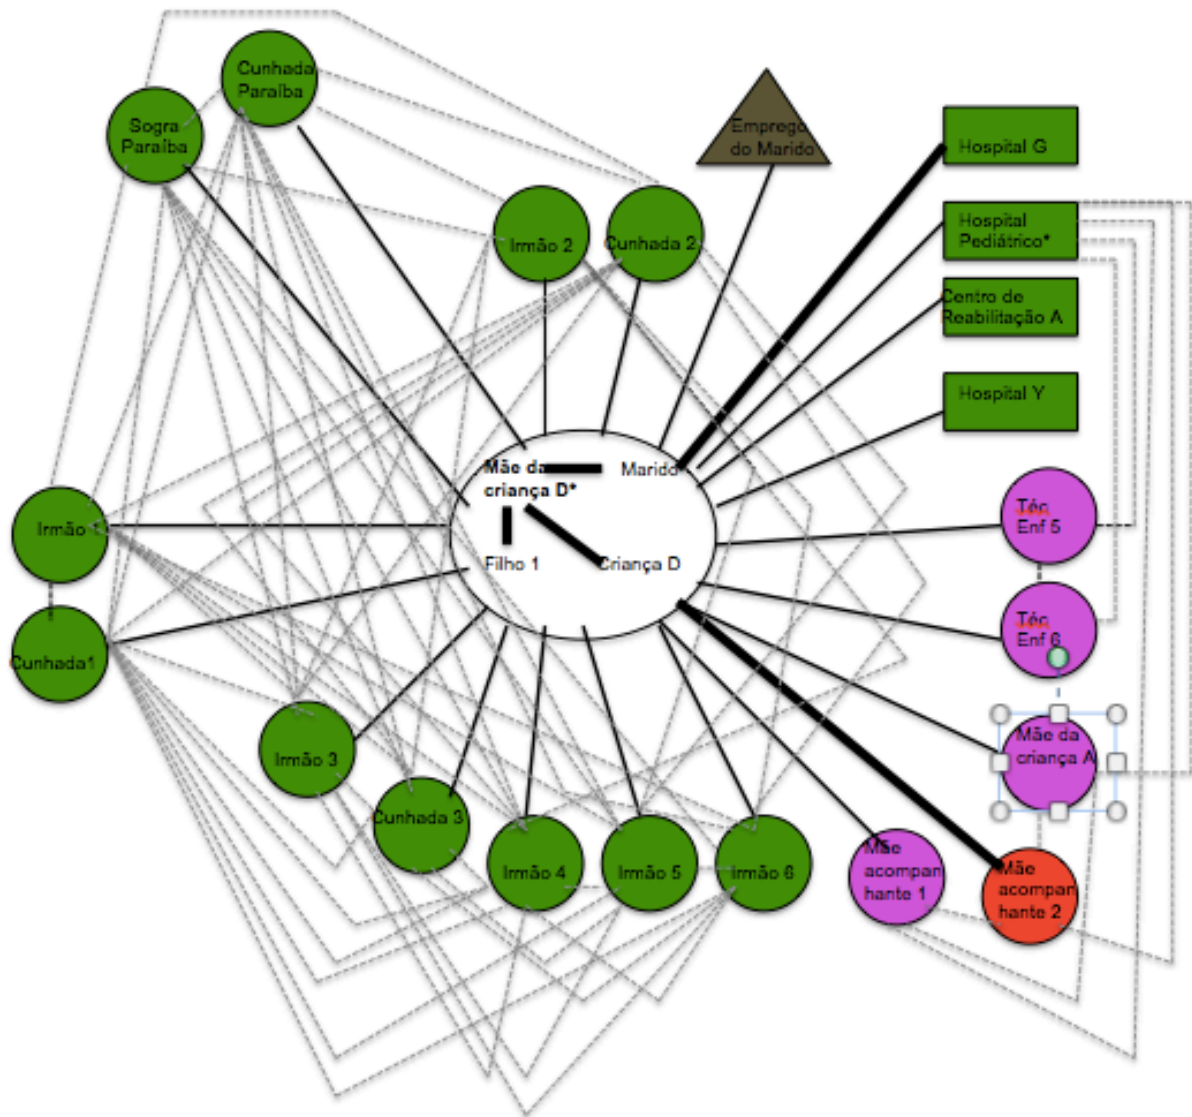 Cunhada
Paraíba
Sogra
Paraíba
Emprego
do Marido
Hospital G
Hospital
Pediátrico*
Centro de
Reabilitação A
Hospital Y
Irmão 2
Cunhada 2
Mãe da
criança D*
Marido
Filho 1
Criança D
Irmão
Cunhada1
Téc
Enf 5
Téc
Enf 6
Mãe da
criança A
Irmão 3
Cunhada 3
Irmão 4
Irmão 5
Irmão 6
Mãe
acompan
hante 1
Mãe
acompan
hante 2